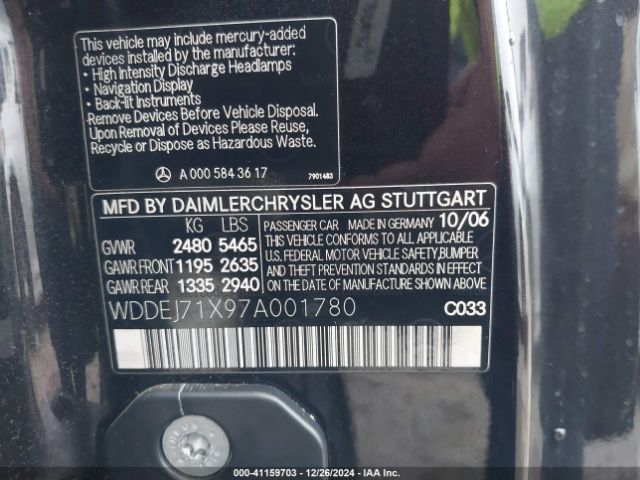 This vehicle may include mercury-added
devices installed by the manufacturer:
• High Intensity Discharge Headlamps
• Navigation Display
• Back-lit Instruments
Remove Devices Before Vehicle Disposal.
Upon Removal of Devices Please Reuse,
Recycle or Dispose as Hazardous Waste.
A 000 584 36 17 7901483
MFD BY DAIMLERCHRYSLER AG STUTTGART
KG LBS PASSENGER CAR MADE IN GERMANY 10/06
GVWR 2480 5465 THIS VEHICLE CONFORMS TO ALL APPLICABLE
U.S. FEDERAL MOTOR VEHICLE SAFETY,BUMPER
GAWR FRONT 1195 2635 AND THEFT PREVENTION STANDARDS IN EFFECT
GAWR REAR 1335 2940 ON THE DATE OF MANUFACTURE SHOWN ABOVE.
WDDEJ71X97A001780 C033
000-41159703 - 12/26/2024 - IAA Inc.